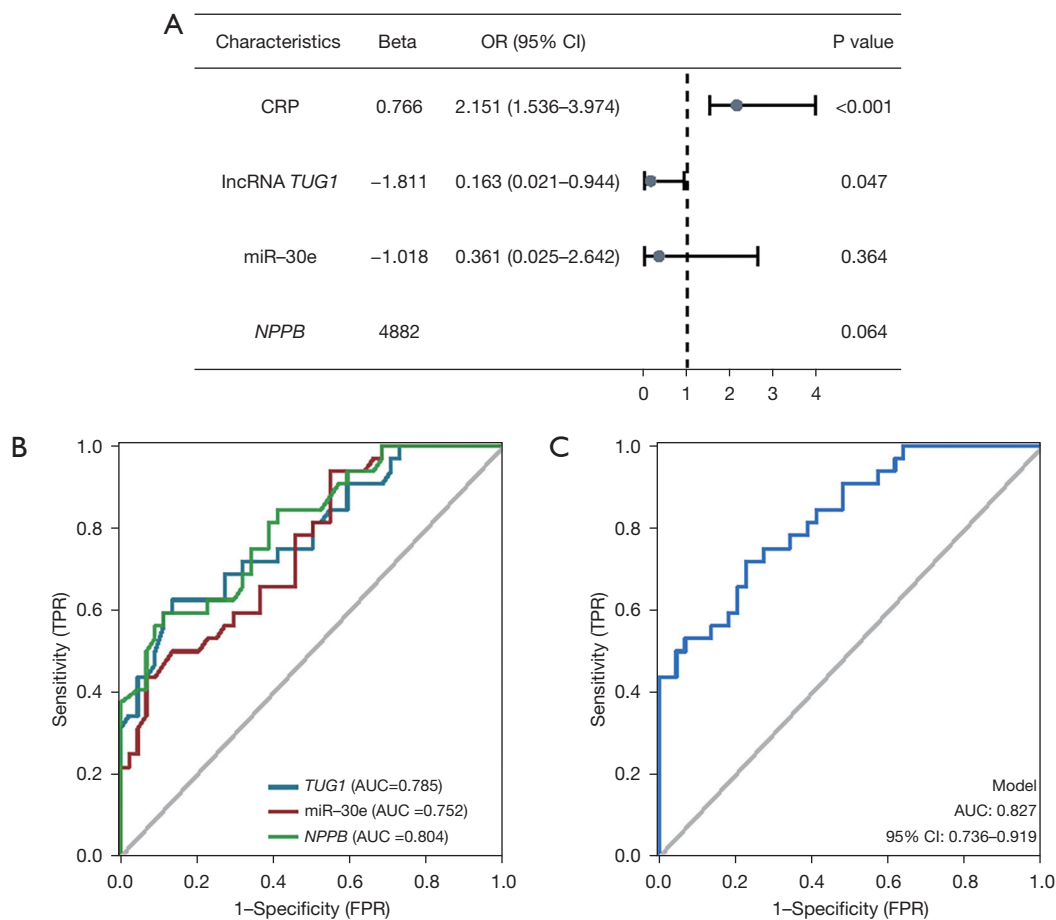 A
Characteristics Beta OR (95% CI) P value
CRP 0.766 2.151 (1.536–3.974) <0.001
lncRNA TUG1 −1.811 0.163 (0.021–0.944) 0.047
miR–30e −1.018 0.361 (0.025–2.642) 0.364
NPPB 4882 0.064
0 1 2 3 4
B
Sensitivity (TPR)
1.0
0.8
0.6
0.4
0.2
0.0
TUG1 (AUC=0.785)
miR–30e (AUC =0.752)
NPPB (AUC =0.804)
0.0 0.2 0.4 0.6 0.8 1.0
1–Specificity (FPR)
C
Sensitivity (TPR)
1.0
0.8
0.6
0.4
0.2
0.0
Model
AUC: 0.827
95% CI: 0.736–0.919
0.0 0.2 0.4 0.6 0.8 1.0
1–Specificity (FPR)